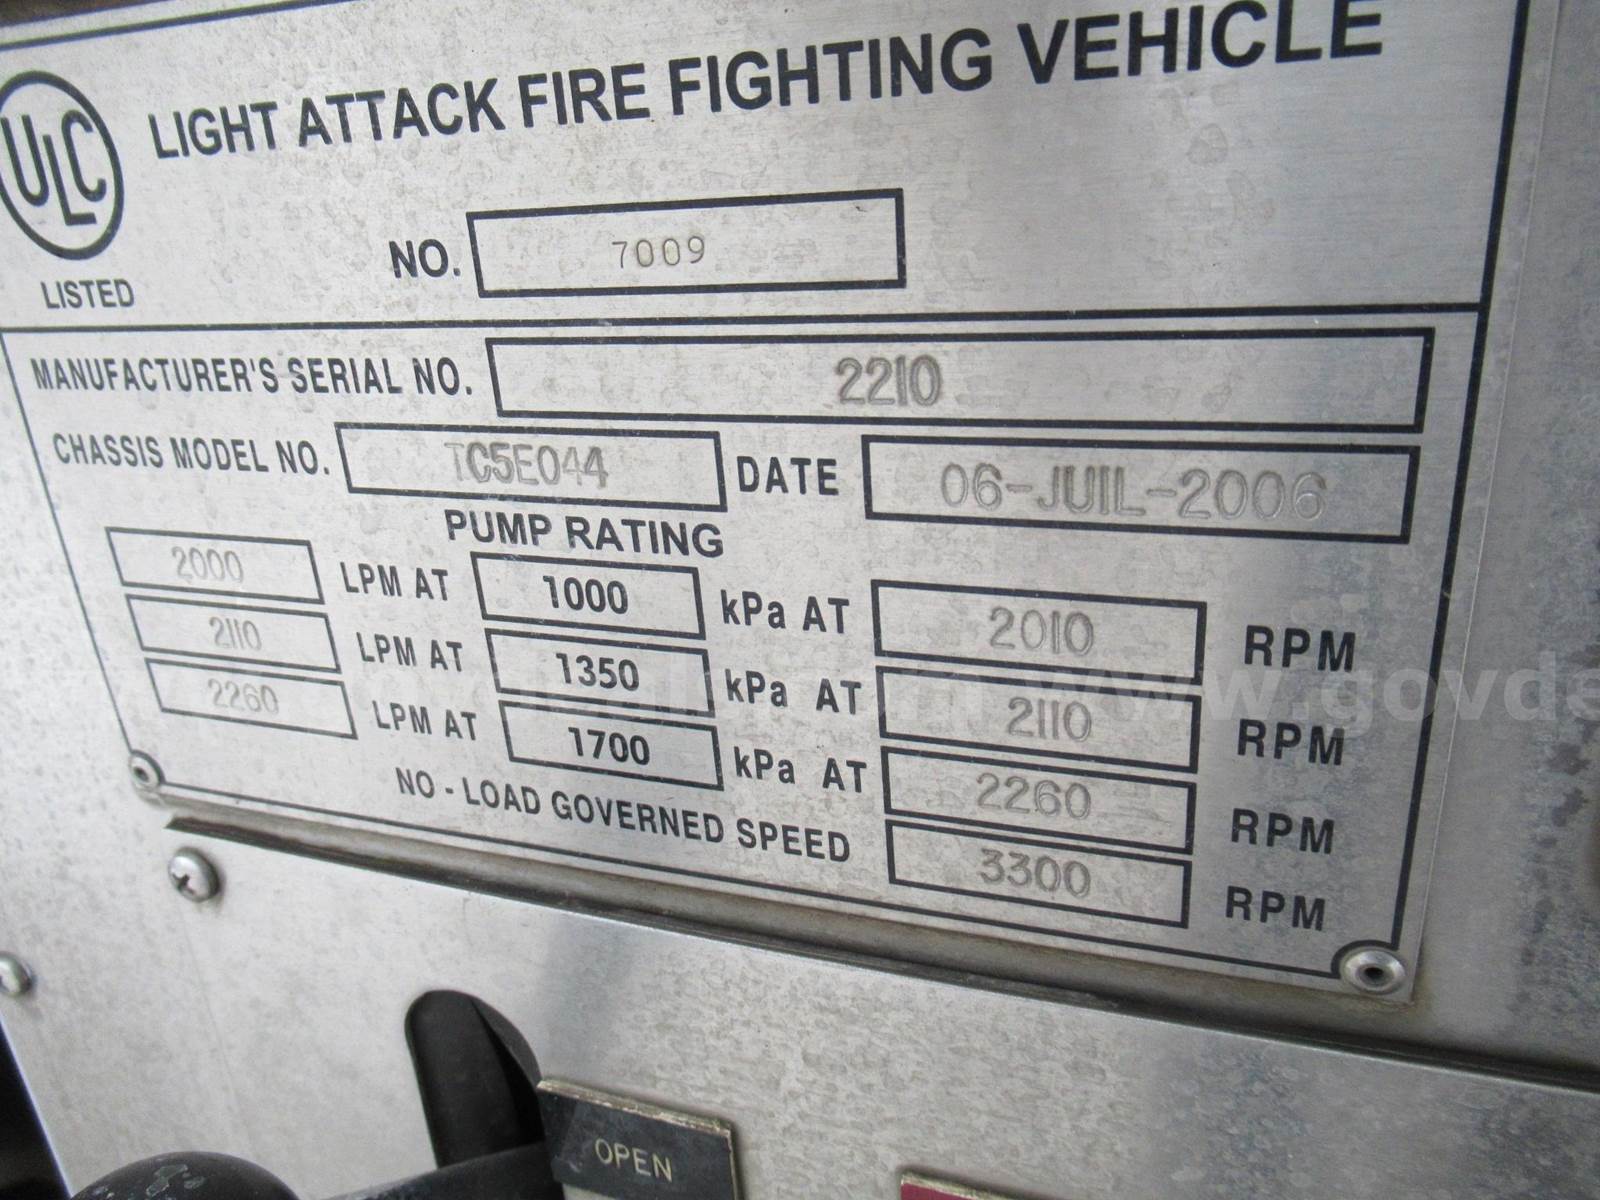 ULC
LISTED
LIGHT ATTACK FIRE FIGHTING VEHICLE
NO. 7009
MANUFACTURER'S SERIAL NO. 2210
CHASSIS MODEL NO. TC5E044 DATE 06-JUIL-2006
PUMP RATING
2000 LPM AT 1000 kPa AT 2010 RPM
2110 LPM AT 1350 kPa AT 2110 RPM
2260 LPM AT 1700 kPa AT 2260 RPM
NO - LOAD GOVERNED SPEED 3300 RPM
OPEN